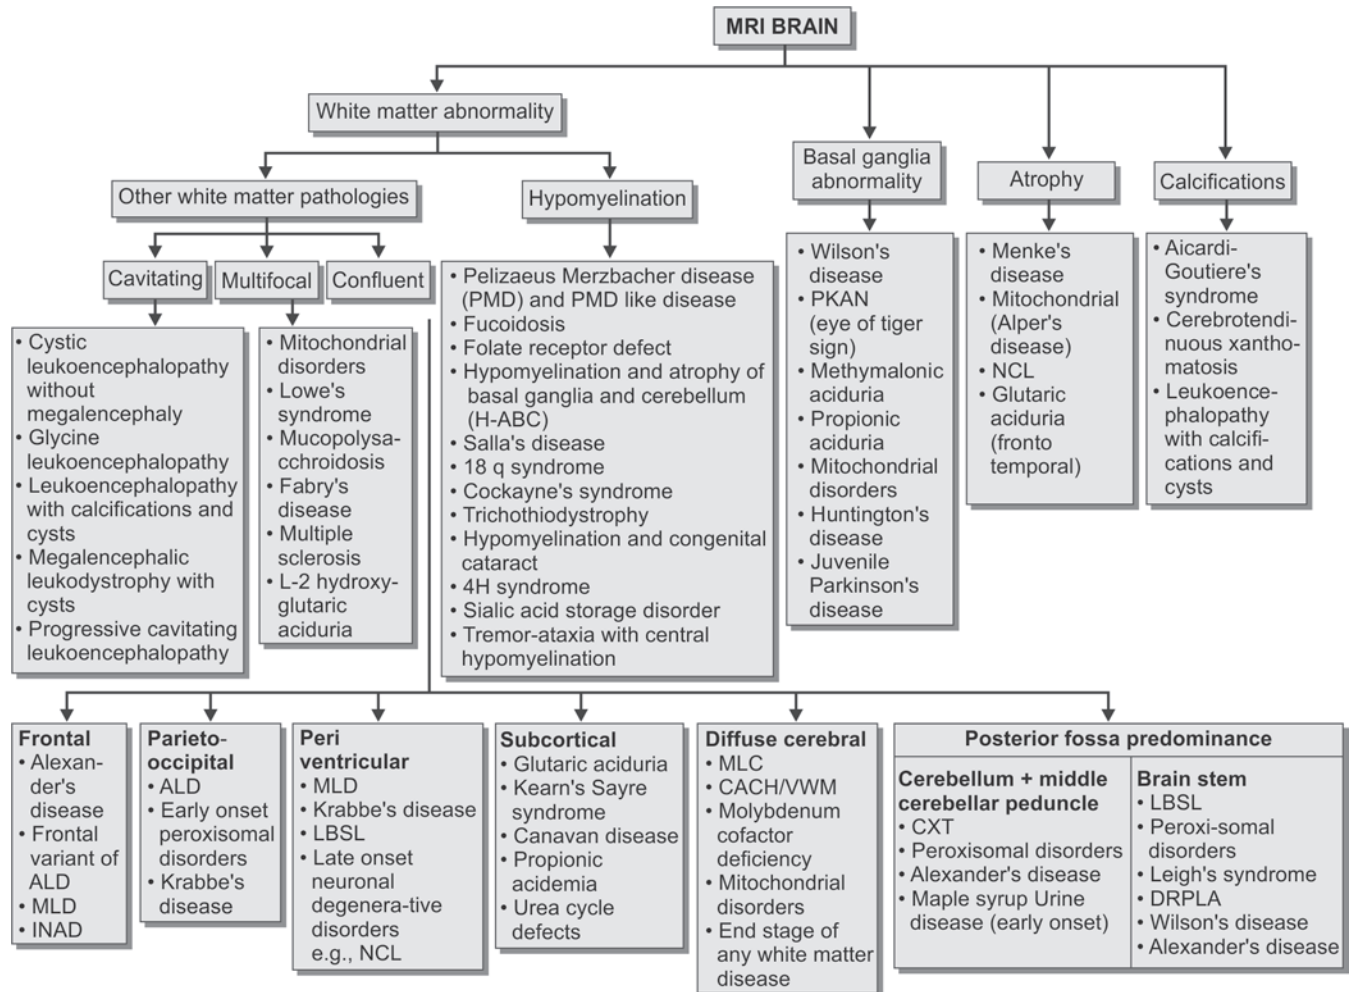 MRI BRAIN
White matter abnormality
Other white matter pathologies
Hypomyelination
Basal ganglia
abnormality
Atrophy
Calcifications
Cavitating
Multifocal
Confluent
• Cystic
leukoencephalopathy
without
megalencephaly
• Glycine
leukoencephalopathy
• Leukoencephalopathy
with calcifications and
cysts
• Megalencephalic
leukodystrophy with
cysts
• Progressive cavitating
leukoencephalopathy
• Mitochondrial
disorders
• Lowe's
syndrome
• Mucopolysa-
cchroidosis
• Fabry's
disease
• Multiple
sclerosis
• L-2 hydroxy-
glutaric
aciduria
• Pelizaeus Merzbacher disease
(PMD) and PMD like disease
• Fucoidosis
• Folate receptor defect
• Hypomyelination and atrophy of
basal ganglia and cerebellum
(H-ABC)
• Salla's disease
• 18 q syndrome
• Cockayne's syndrome
• Trichothiodystrophy
• Hypomyelination and congenital
cataract
• 4H syndrome
• Sialic acid storage disorder
• Tremor-ataxia with central
hypomyelination
• Wilson's
disease
• PKAN
(eye of tiger
sign)
• Methymalonic
aciduria
• Propionic
aciduria
• Mitochondrial
disorders
• Huntington's
disease
• Juvenile
Parkinson's
disease
• Menke's
disease
• Mitochondrial
(Alper's
disease)
• NCL
• Glutaric
aciduria
(fronto
temporal)
• Aicardi-
Goutiere's
syndrome
• Cerebrotendi-
nuous xantho-
matosis
• Leukoence-
phalopathy
with calcifi-
cations and
cysts
Frontal
• Alexan-
der's
disease
• Frontal
variant of
ALD
• MLD
• INAD
Parieto-
occipital
• ALD
• Early onset
peroxisomal
disorders
• Krabbe's
disease
Peri
ventricular
• MLD
• Krabbe's disease
• LBSL
• Late onset
neuronal
degenera-tive
disorders
e.g., NCL
Subcortical
• Glutaric aciduria
• Kearn's Sayre
syndrome
• Canavan disease
• Propionic
acidemia
• Urea cycle
defects
Diffuse cerebral
• MLC
• CACH/VWM
• Molybdenum
cofactor
deficiency
• Mitochondrial
disorders
• End stage of
any white matter
disease
Posterior fossa predominance
Cerebellum + middle
cerebellar peduncle
• CXT
• Peroxisomal disorders
• Alexander's disease
• Maple syrup Urine
disease (early onset)
Brain stem
• LBSL
• Peroxi-somal
disorders
• Leigh's syndrome
• DRPLA
• Wilson's disease
• Alexander's disease